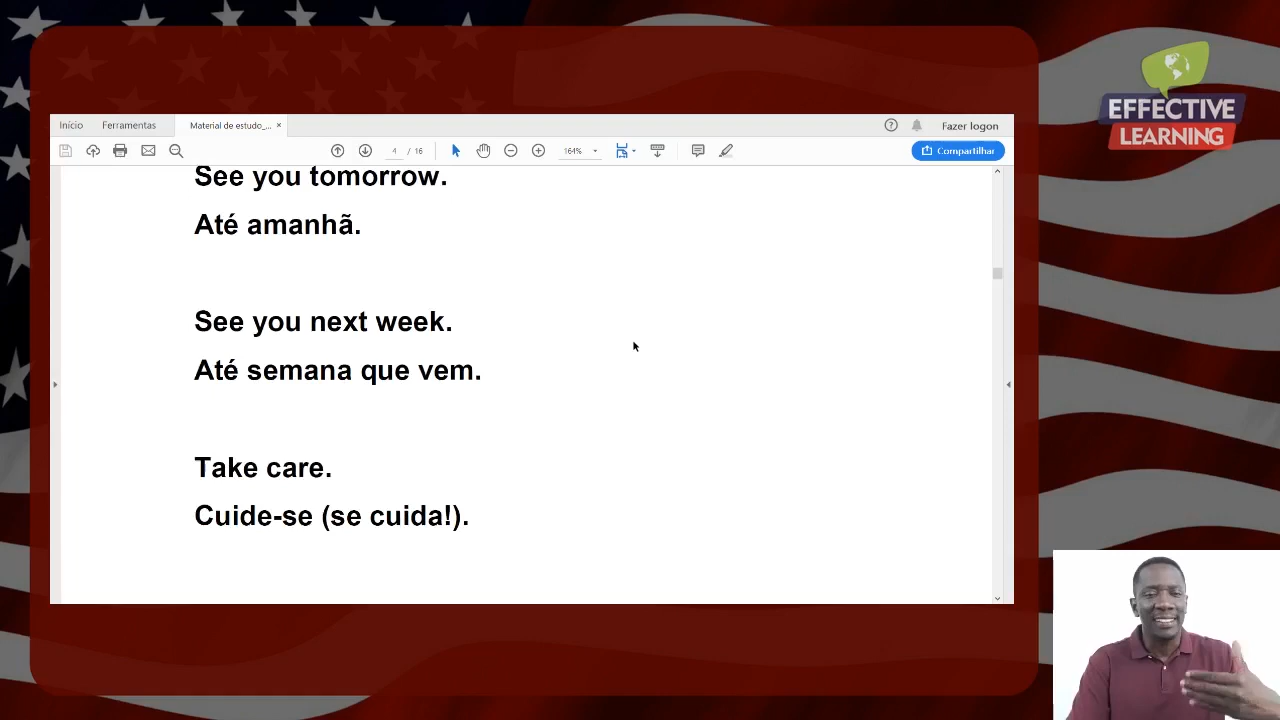 Início
Ferramentas
Material de estudo_...
×
Fazer logon
4 / 16
164%
Compartilhar
EFFECTIVE
LEARNING
See you tomorrow.
Até amanhã.
See you next week.
Até semana que vem.
Take care.
Cuide-se (se cuida!).